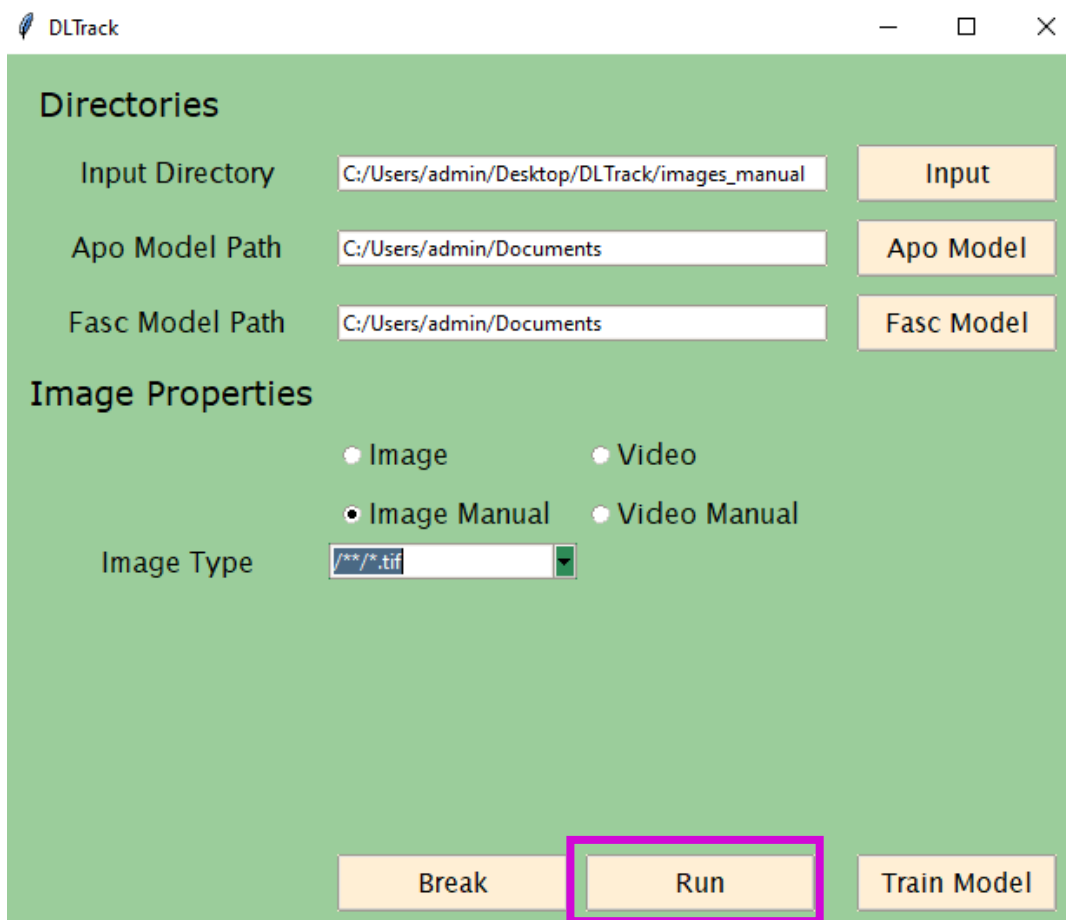 DLTrack
Directories
Input Directory C:/Users/admin/Desktop/DLTrack/images_manual Input
Apo Model Path C:/Users/admin/Documents Apo Model
Fasc Model Path C:/Users/admin/Documents Fasc Model
Image Properties
Image Video
Image Manual Video Manual
Image Type /**/*.tif
Break Run Train Model